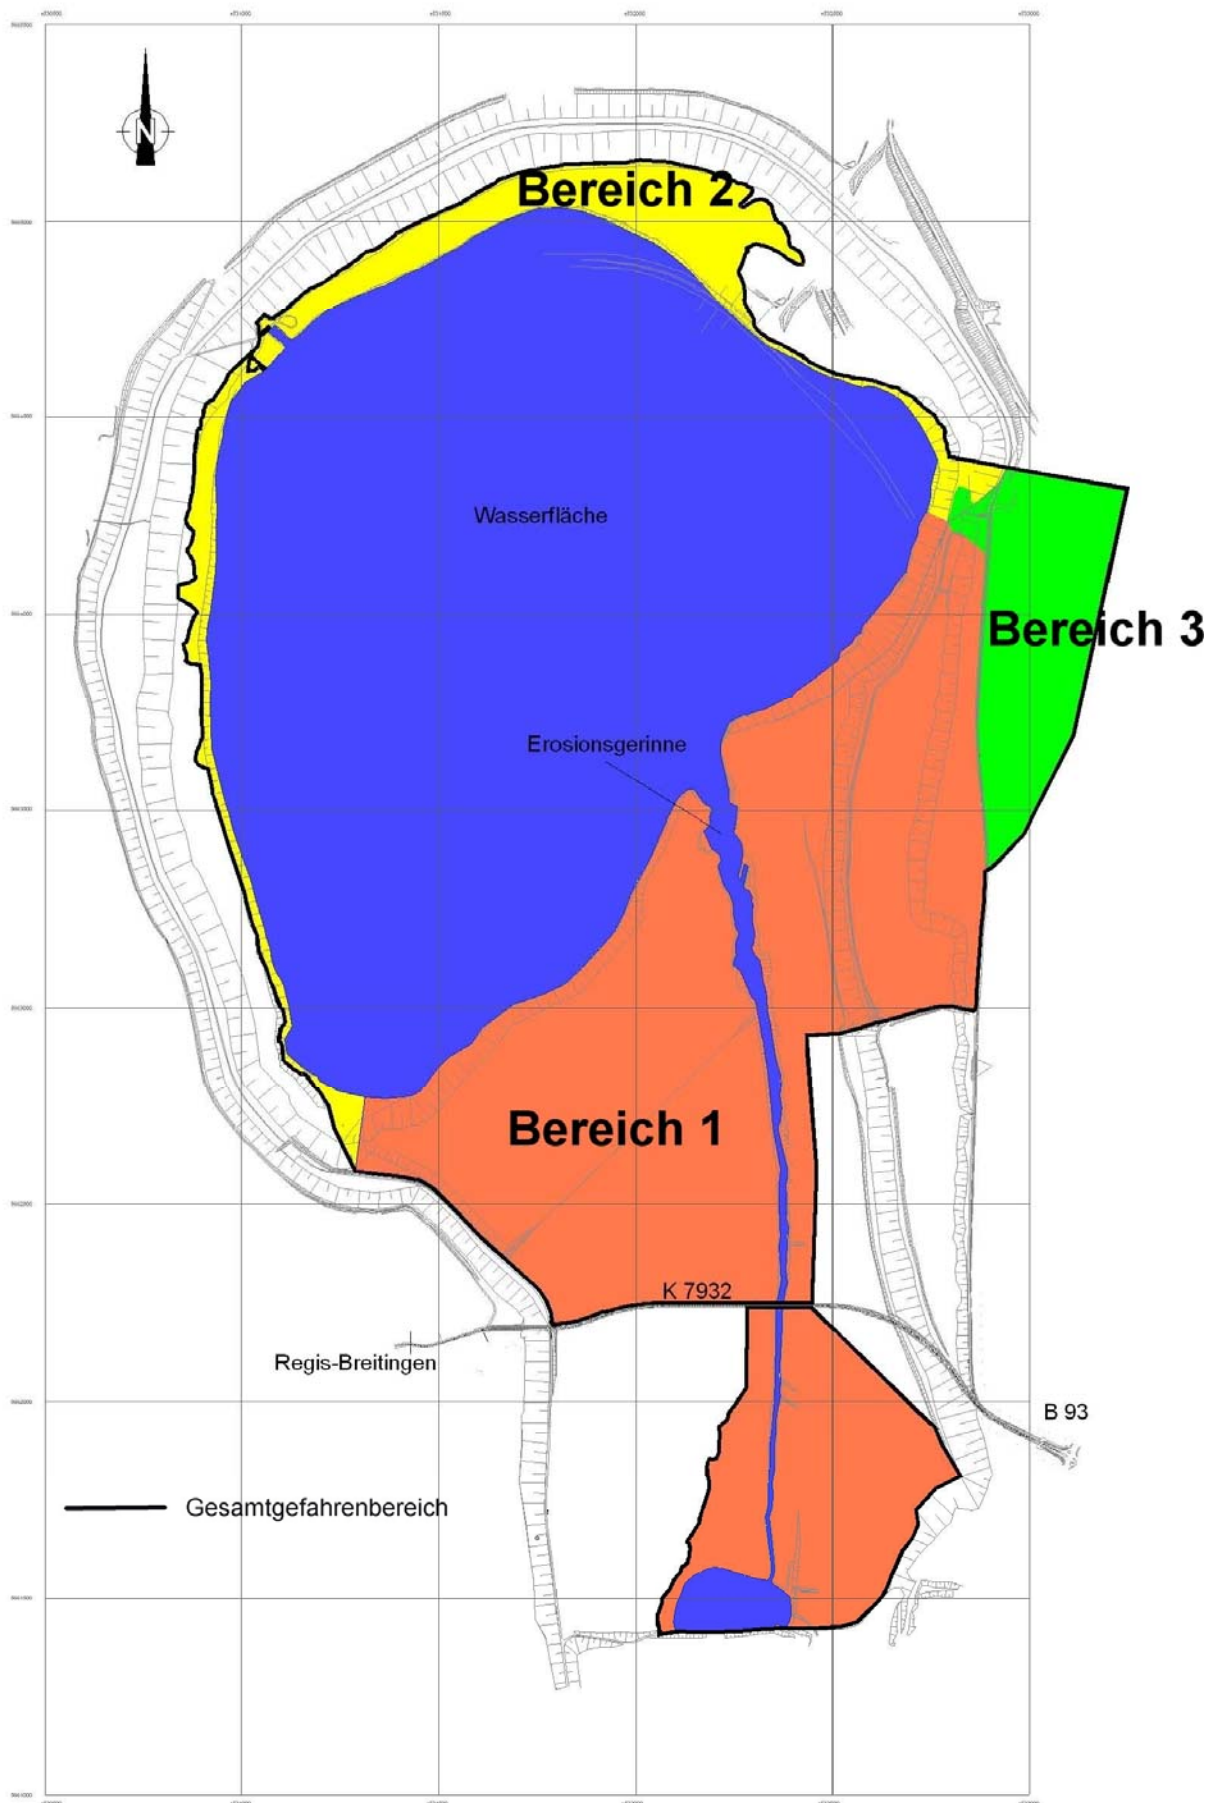 N
Bereich 2
Wasserfläche
Bereich 3
Erosionsgerinne
Bereich 1
K 7932
Regis-Breitingen
B 93
Gesamtgefahrenbereich